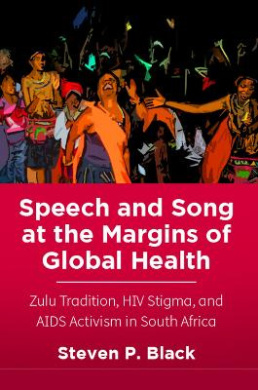 Speech and Song
at the Margins of
Global Health
Zulu Tradition, HIV Stigma, and
AIDS Activism in South Africa
Steven P. Black